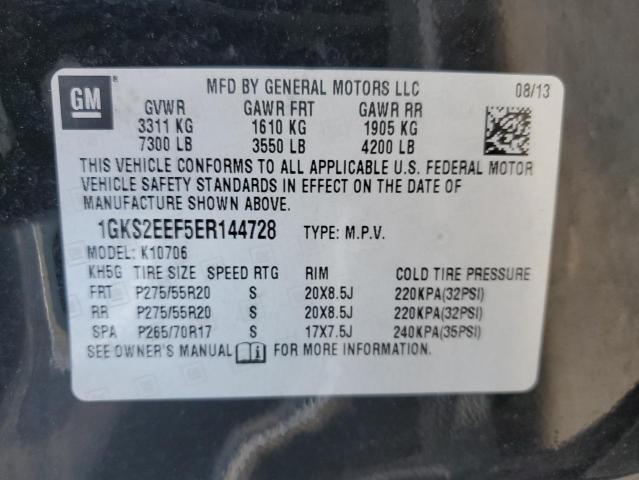 GM ® MFD BY GENERAL MOTORS LLC 08/13
GVWR GAWR FRT GAWR RR
3311 KG 1610 KG 1905 KG
7300 LB 3550 LB 4200 LB
THIS VEHICLE CONFORMS TO ALL APPLICABLE U.S. FEDERAL MOTOR
VEHICLE SAFETY STANDARDS IN EFFECT ON THE DATE OF
MANUFACTURE SHOWN ABOVE.
1GKS2EEF5ER144728 TYPE: M.P.V.
MODEL: K10706
KH5G TIRE SIZE SPEED RTG RIM COLD TIRE PRESSURE
FRT P275/55R20 S 20X8.5J 220KPA(32PSI)
RR P275/55R20 S 20X8.5J 220KPA(32PSI)
SPA P265/70R17 S 17X7.5J 240KPA(35PSI)
SEE OWNER'S MANUAL i FOR MORE INFORMATION.